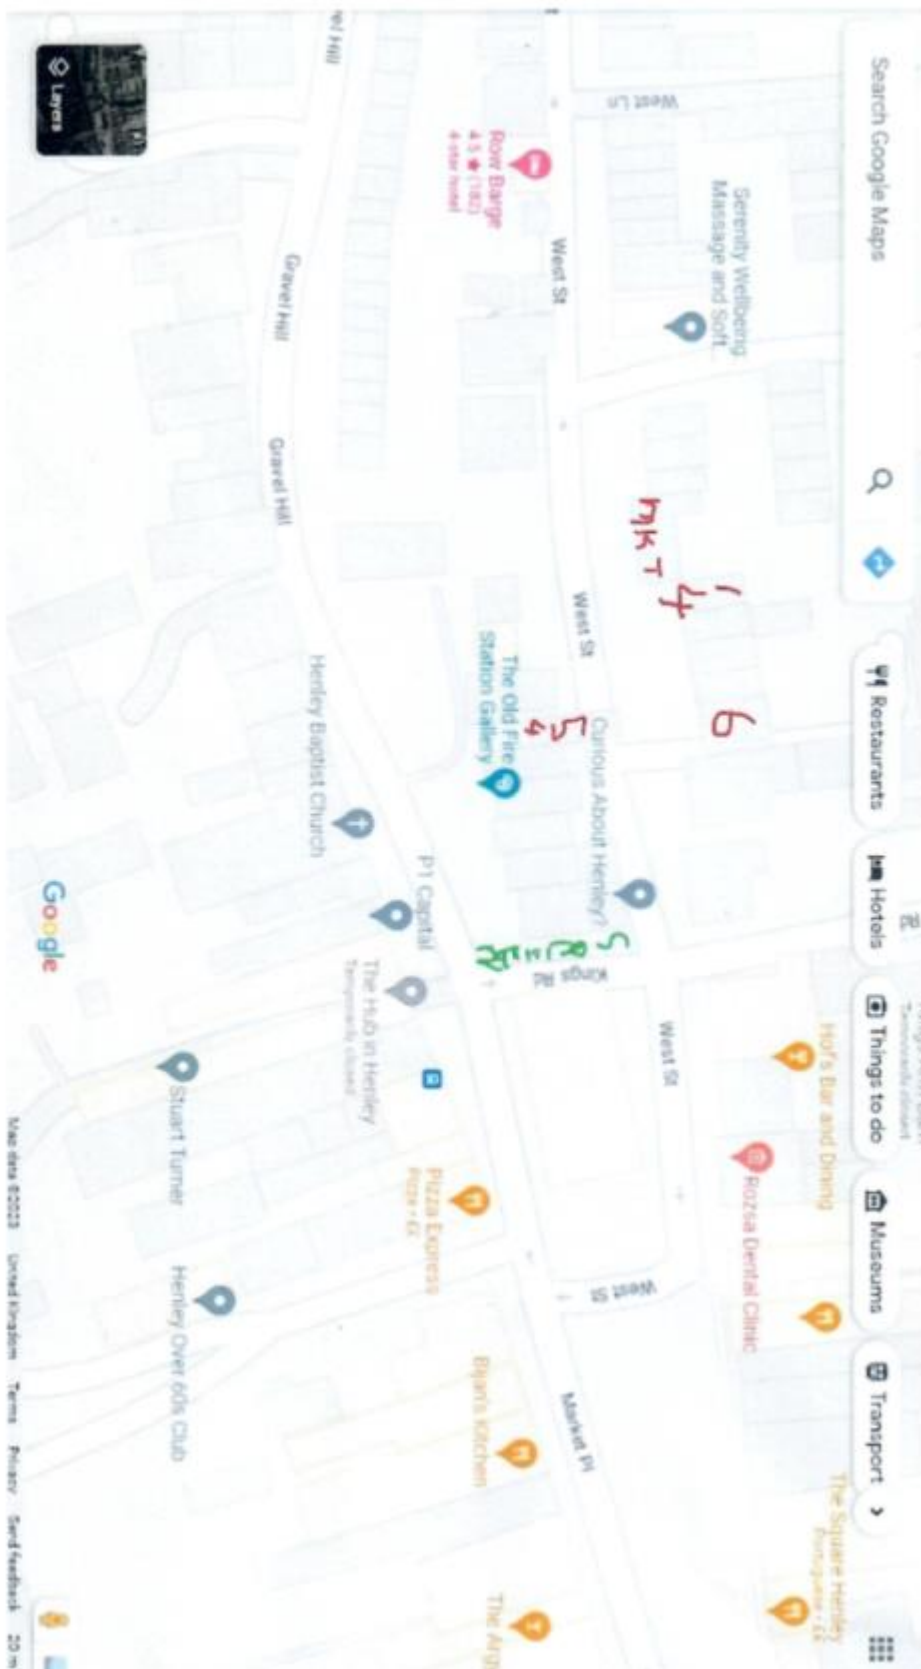 Search Google Maps
Restaurants
Hotels
Things to do
Museums
Transport
West Ln
Serenity Wellbeing
Massage and Soft...
Hof's Bar and Dining
Rozsa Dental Clinic
The Square Henley
Portuguese • ££
1
4
6
MKT
Row Barge
4.5 ★ (182)
4-star hotel
West St
West St
Curious About Henley?
5
4
The Old Fire
Station Gallery
Kings Rd
West St
West St
Market Pl
Gravel Hill
Gravel Hill
Henley Baptist Church
P1 Capital
The Hub in Henley
Temporarily closed
Pizza Express
Pizza • ££
Bijan's Kitchen
Stuart Turner
Henley Over 60s Club
Layers
Google
Map data ©2023
United Kingdom
Terms
Privacy
Send feedback
20 m